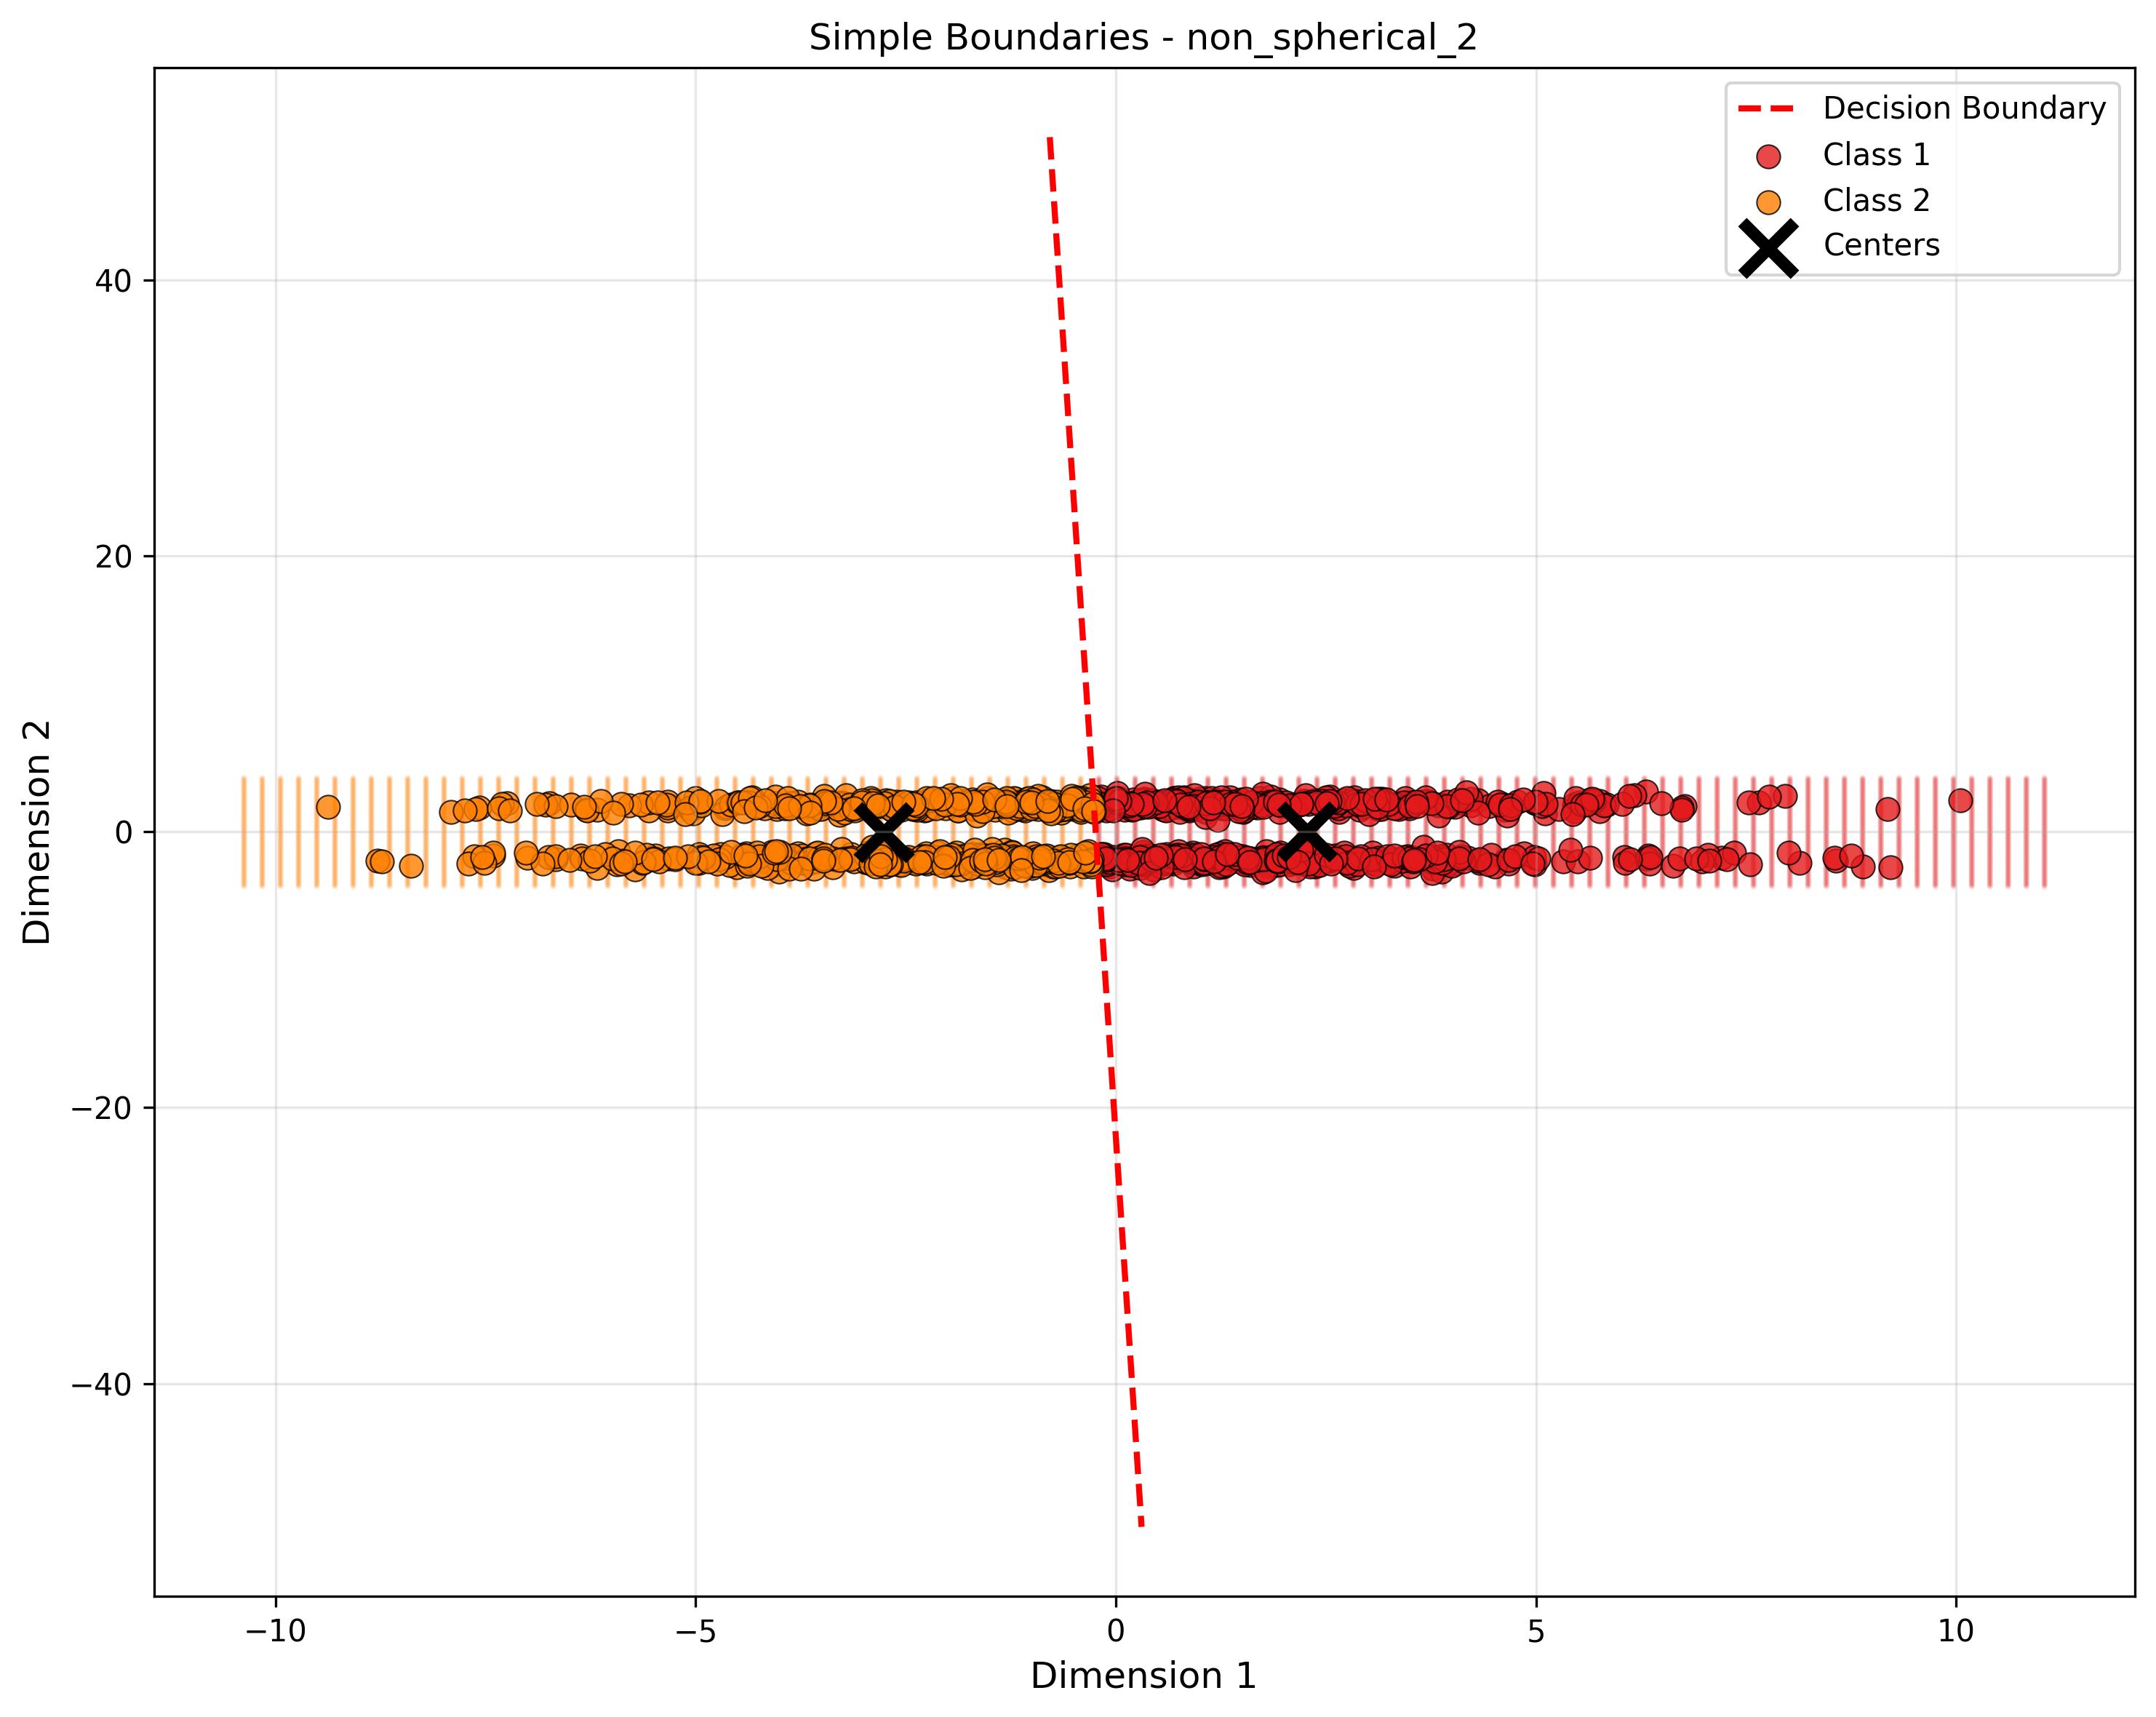 Simple Boundaries - non_spherical_2
Decision Boundary
Class 1
Class 2
Centers
40
20
0
−20
−40
Dimension 2
−10
−5
0
5
10
Dimension 1